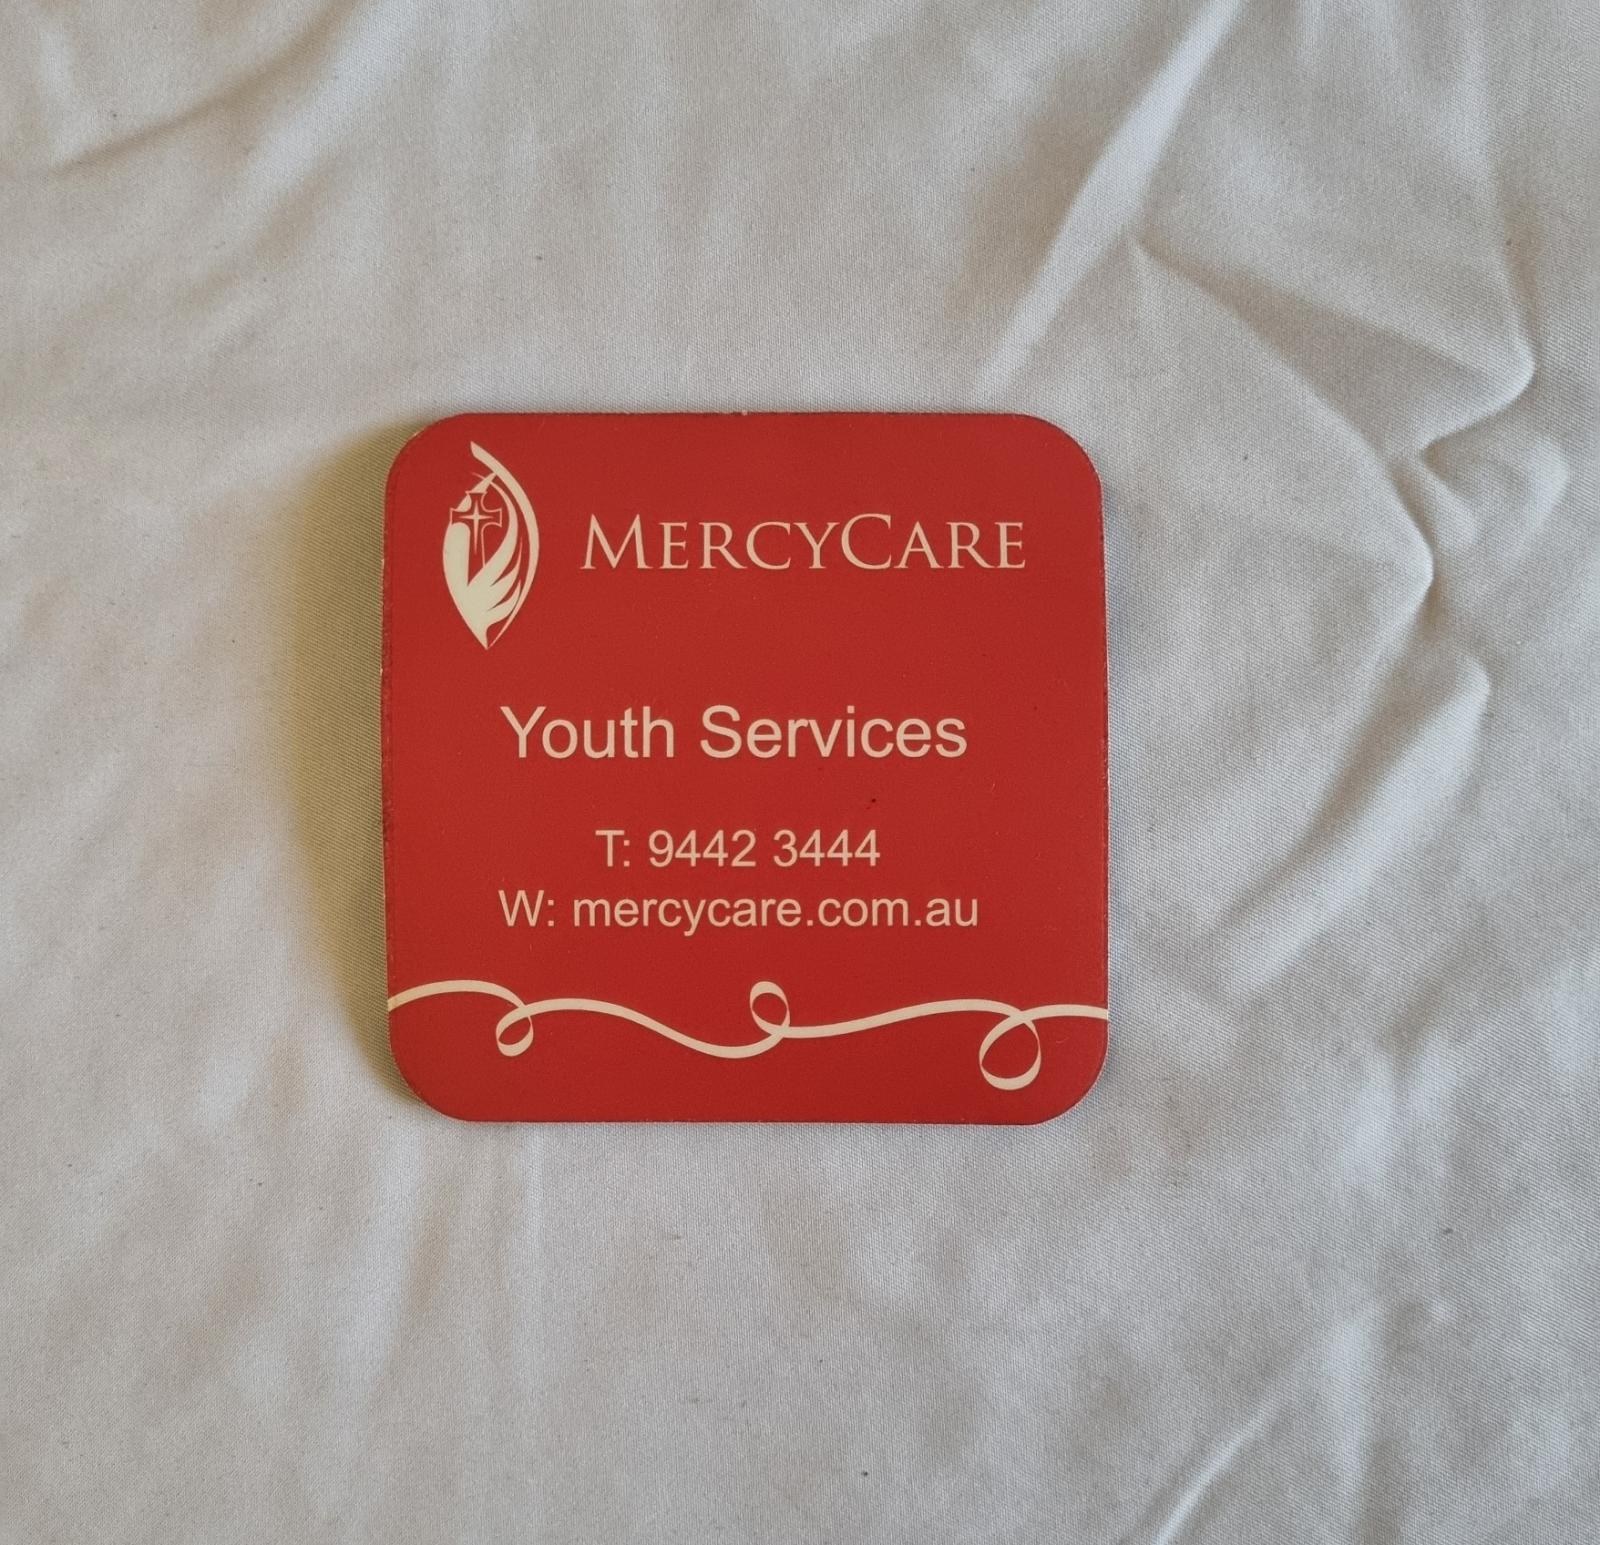 MERCYCARE
Youth Services
T: 9442 3444
W: mercycare.com.au